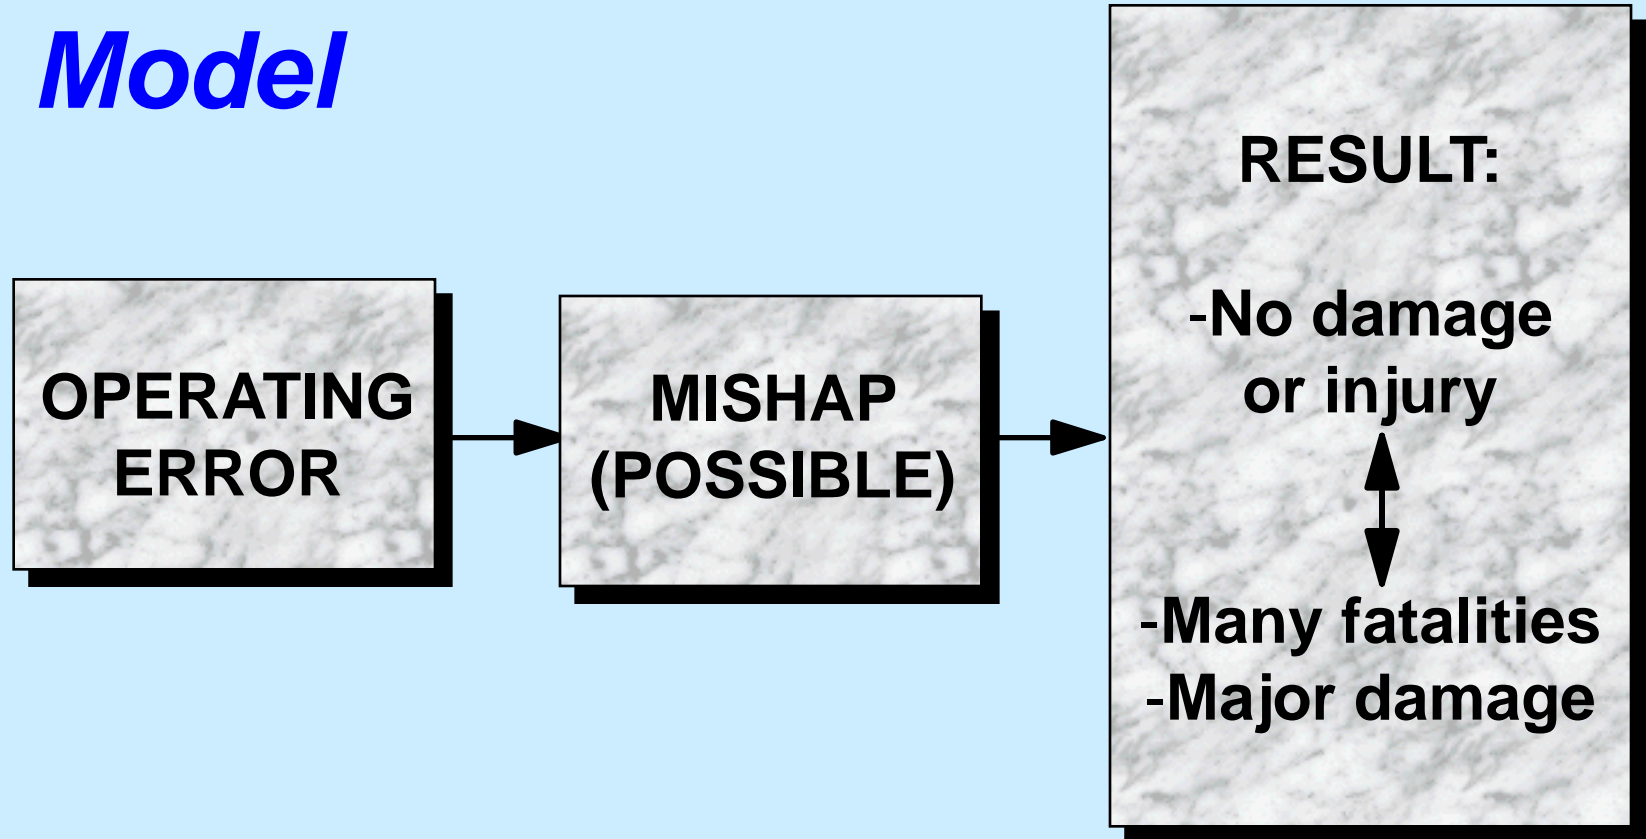 Model
OPERATING
ERROR
MISHAP
(POSSIBLE)
RESULT:
-No damage
or injury
-Many fatalities
-Major damage